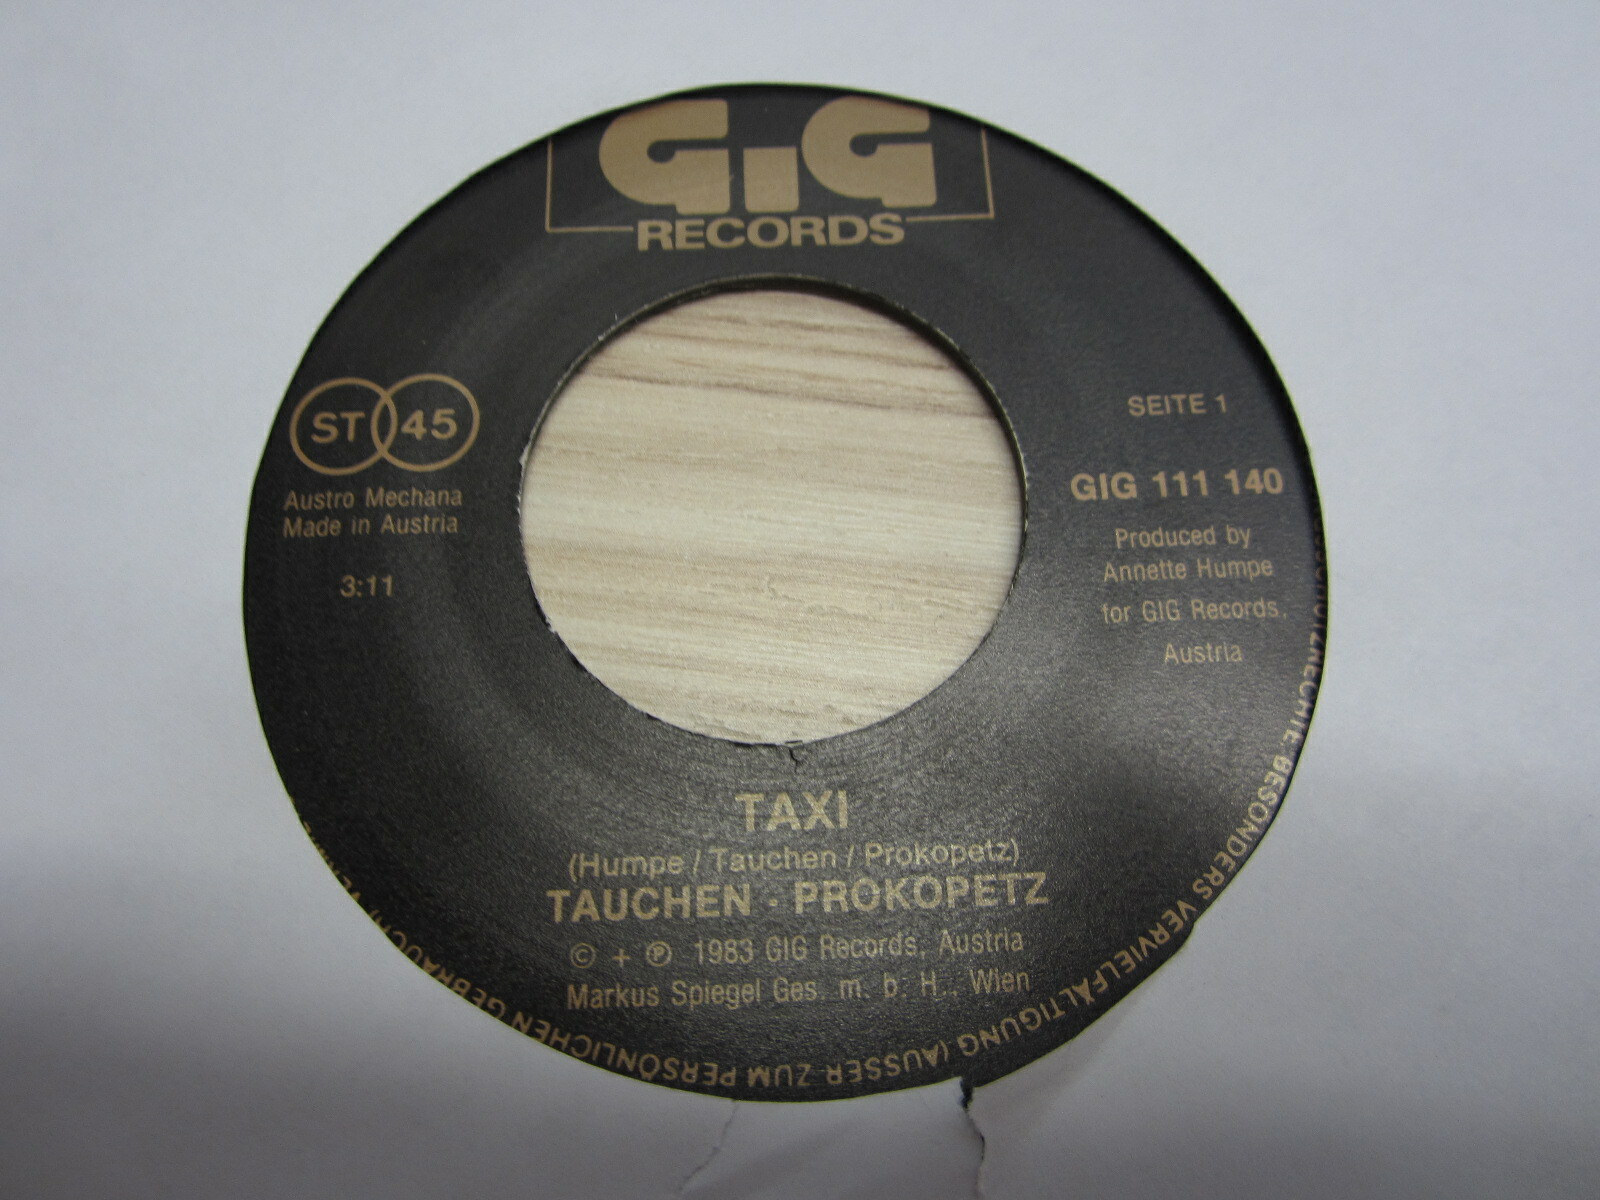 GiG
RECORDS
ST 45
Austro Mechana
Made in Austria
3:11
SEITE 1
GIG 111 140
Produced by
Annette Humpe
for GIG Records,
Austria
TAXI
(Humpe / Tauchen / Prokopetz)
TAUCHEN · PROKOPETZ
© + ℗ 1983 GIG Records, Austria
Markus Spiegel Ges. m. b. H., Wien
BESONDERS VERVIELFÄLTIGUNG (AUSSER ZUM PERSÖNLICHEN GEBRAUCH)